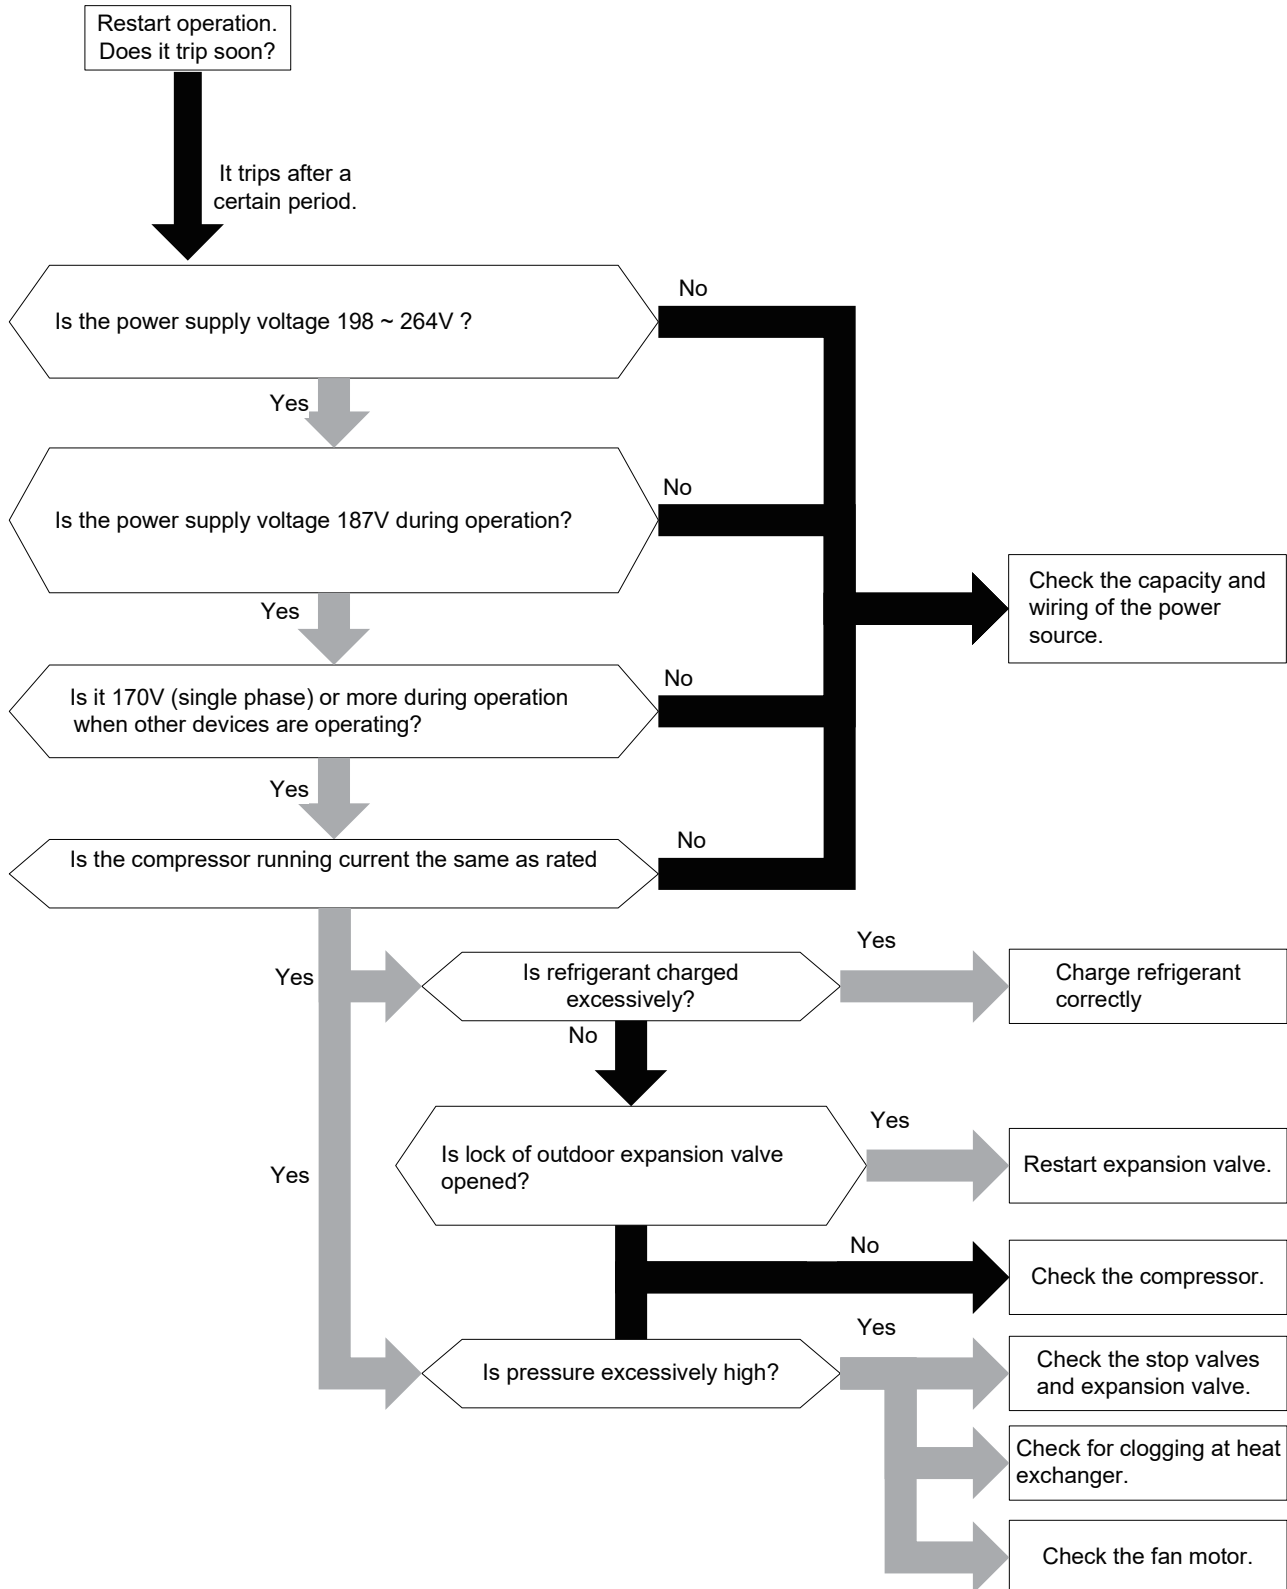 Restart operation.
Does it trip soon?
It trips after a
certain period.
No
Is the power supply voltage 198 ~ 264V ?
Yes
No
Is the power supply voltage 187V during operation?
Check the capacity and
wiring of the power
source.
Yes
No
Is it 170V (single phase) or more during operation
when other devices are operating?
Yes
No
Is the compressor running current the same as rated
Yes
Is refrigerant charged
excessively?
Yes
Charge refrigerant
correctly
No
Yes
Is lock of outdoor expansion valve
opened?
Yes
Restart expansion valve.
No
Check the compressor.
Yes
Is pressure excessively high?
Check the stop valves
and expansion valve.
Check for clogging at heat
exchanger.
Check the fan motor.